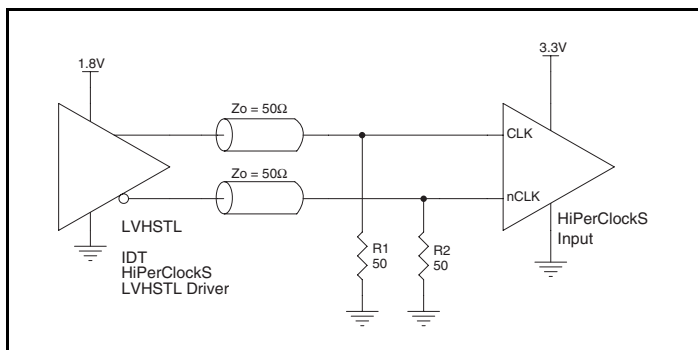 1.8V
3.3V
Zo = 50Ω
CLK
Zo = 50Ω
nCLK
LVHSTL
IDT
HiPerClockS
LVHSTL Driver
R1
50
R2
50
HiPerClockS
Input